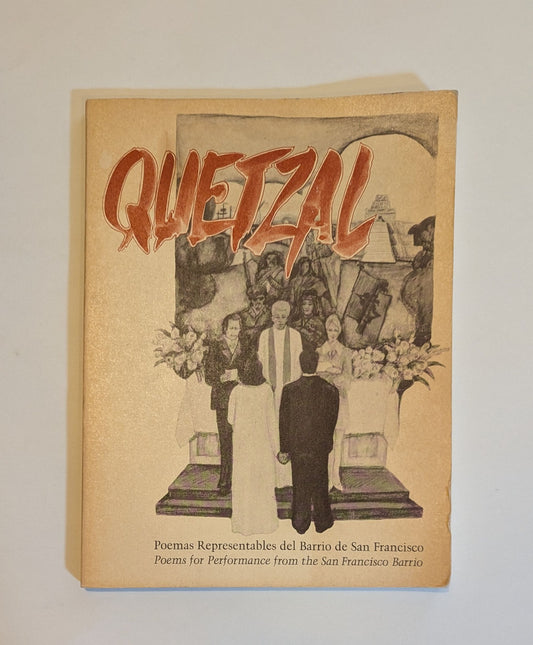 QUETZAL
Poemas Representables del Barrio de San Francisco
Poems for Performance from the San Francisco Barrio